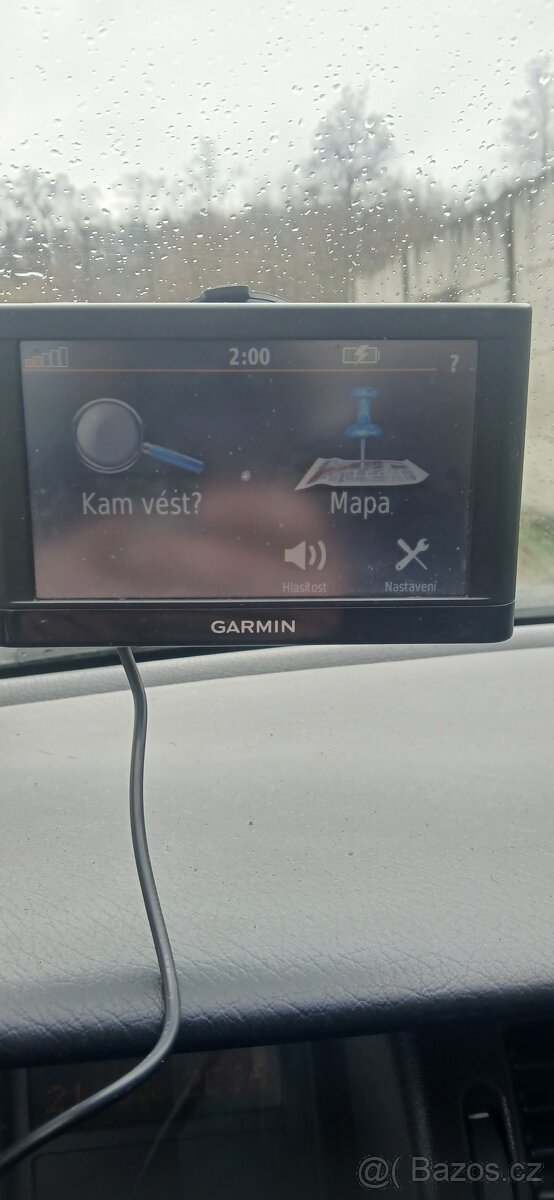 2:00
?
Kam vést?
Mapa
Hlasitost
Nastavení
GARMIN
@( Bazos.cz